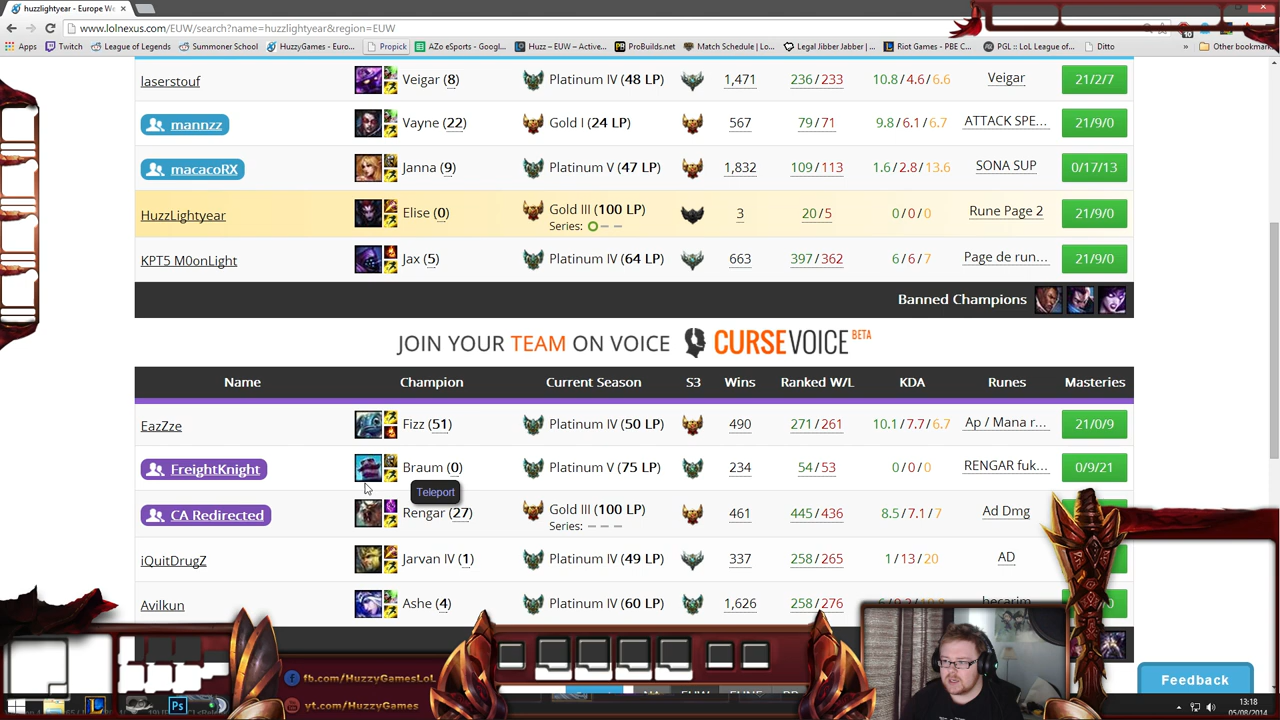 huzzlightyear - Europe We
www.lolnexus.com/EUW/search?name=huzzlightyear&region=EUW
Apps Twitch League of Legends Summoner School HuzzyGames - Euro... Propick AZo eSports - Googl... Huzz – EUW – Active... ProBuilds.net Match Schedule | Lo... Legal Jibber Jabber | ... Riot Games - PBE C... PGL :: LoL League of... Ditto » Other bookmark
laserstouf Veigar (8) Platinum IV (48 LP) 1,471 236/233 10.8/4.6/6.6 Veigar 21/2/7
mannzz Vayne (22) Gold I (24 LP) 567 79/71 9.8/6.1/6.7 ATTACK SPE... 21/9/0
macacoRX Janna (9) Platinum V (47 LP) 1,832 109/113 1.6/2.8/13.6 SONA SUP 0/17/13
HuzzLightyear Elise (0) Gold III (100 LP) 3 20/5 0/0/0 Rune Page 2 21/9/0
Series:
KPT5 M0onLight Jax (5) Platinum IV (64 LP) 663 397/362 6/6/7 Page de run... 21/9/0
Banned Champions
JOIN YOUR TEAM ON VOICE CURSEVOICE BETA
Name Champion Current Season S3 Wins Ranked W/L KDA Runes Masteries
EazZze Fizz (51) Platinum IV (50 LP) 490 271/261 10.1/7.7/6.7 Ap / Mana r... 21/0/9
FreightKnight Braum (0) Platinum V (75 LP) 234 54/53 0/0/0 RENGAR fuk... 0/9/21
Teleport
CA Redirected Rengar (27) Gold III (100 LP) 461 445/436 8.5/7.1/7 Ad Dmg
Series:
iQuitDrugZ Jarvan IV (1) Platinum IV (49 LP) 337 258/265 1/13/20 AD
Avilkun Ashe (4) Platinum IV (60 LP) 1,626 258/276
Feedback
fb.com/HuzzyGamesLoL
yt.com/HuzzyGames
13:18
05/08/2014